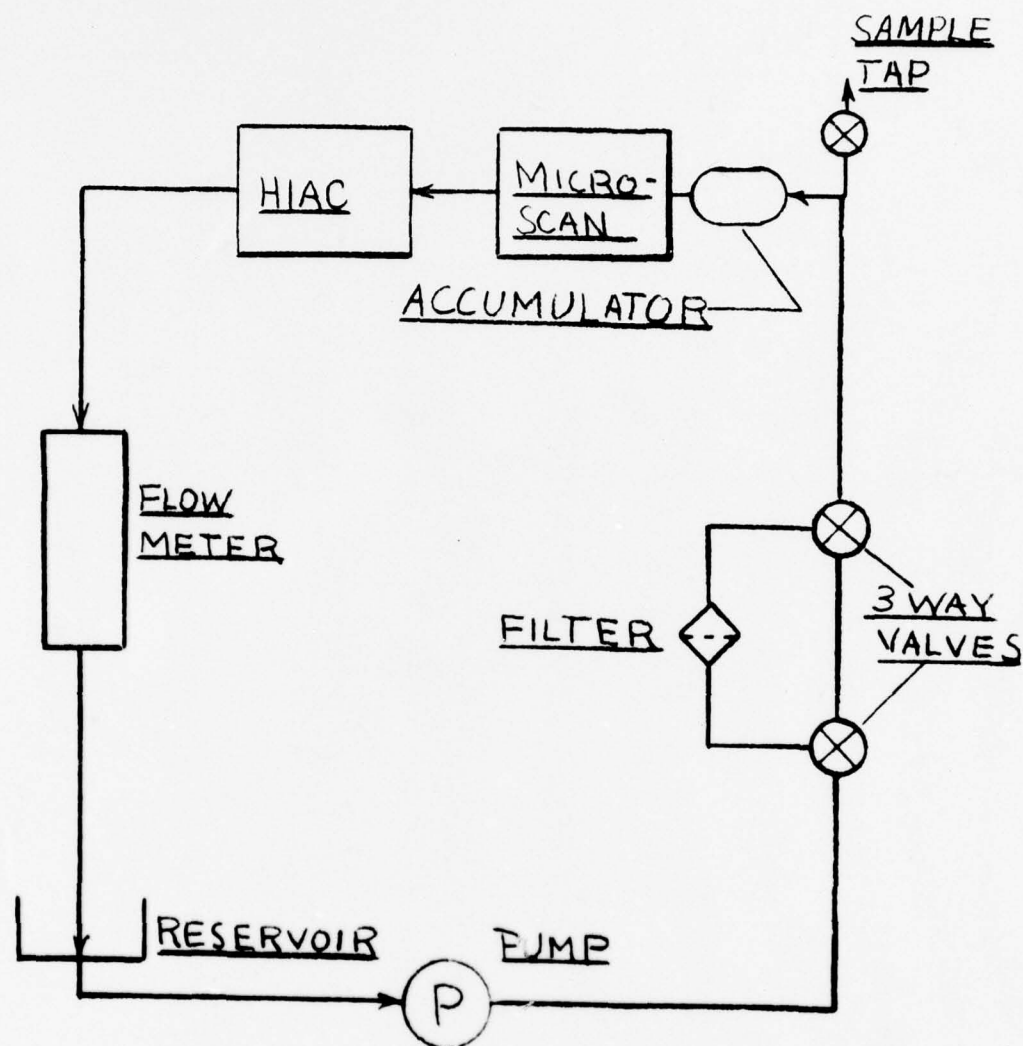 SAMPLE
TAP
HIAC
MICRO-
SCAN
ACCUMULATOR
FLOW
METER
FILTER
3 WAY
VALVES
RESERVOIR
PUMP
P